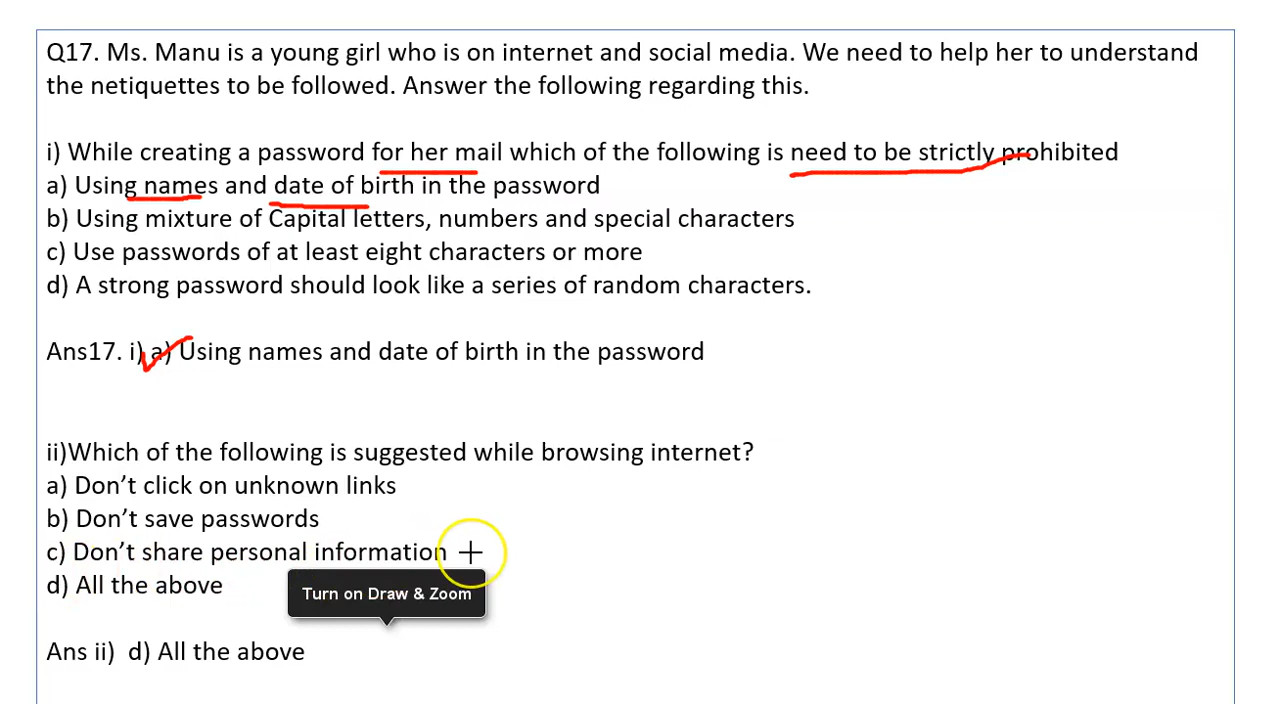 Q17. Ms. Manu is a young girl who is on internet and social media. We need to help her to understand
the netiquettes to be followed. Answer the following regarding this.
i) While creating a password for her mail which of the following is need to be strictly prohibited
a) Using names and date of birth in the password
b) Using mixture of Capital letters, numbers and special characters
c) Use passwords of at least eight characters or more
d) A strong password should look like a series of random characters.
Ans17. i) a) Using names and date of birth in the password
ii)Which of the following is suggested while browsing internet?
a) Don’t click on unknown links
b) Don’t save passwords
c) Don’t share personal information
d) All the above
Turn on Draw & Zoom
Ans ii)  d) All the above